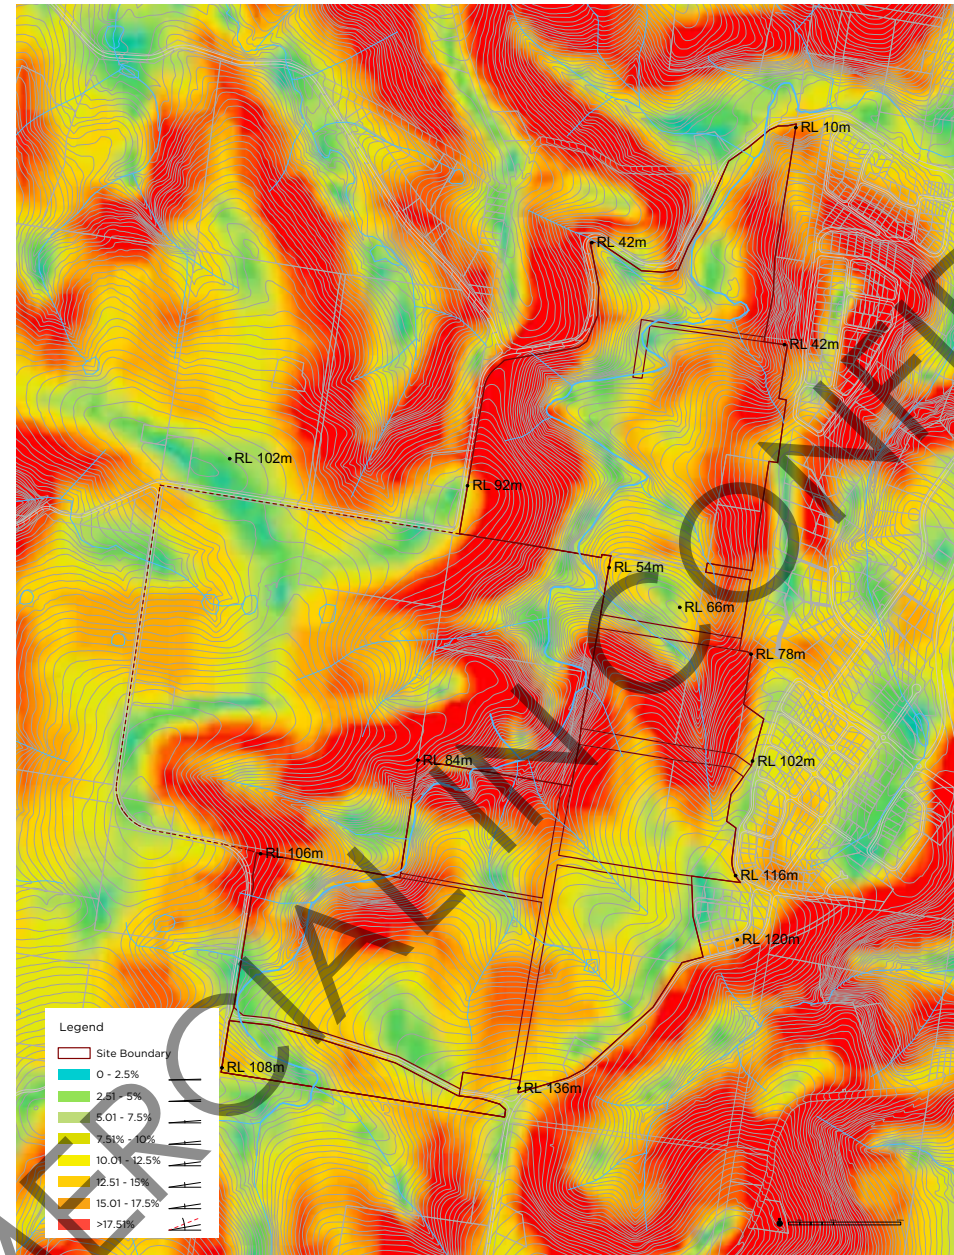 RL 10m
RL 42m
RL 42m
RL 102m
RL 92m
RL 54m
RL 66m
RL 78m
RL 84m
RL 102m
RL 106m
RL 116m
RL 120m
RL 108m
RL 136m
Legend
Site Boundary
0 - 2.5%
2.51 - 5%
5.01 - 7.5%
7.51% - 10%
10.01 - 12.5%
12.51 - 15%
15.01 - 17.5%
>17.51%
MERCIAL IN CONFID